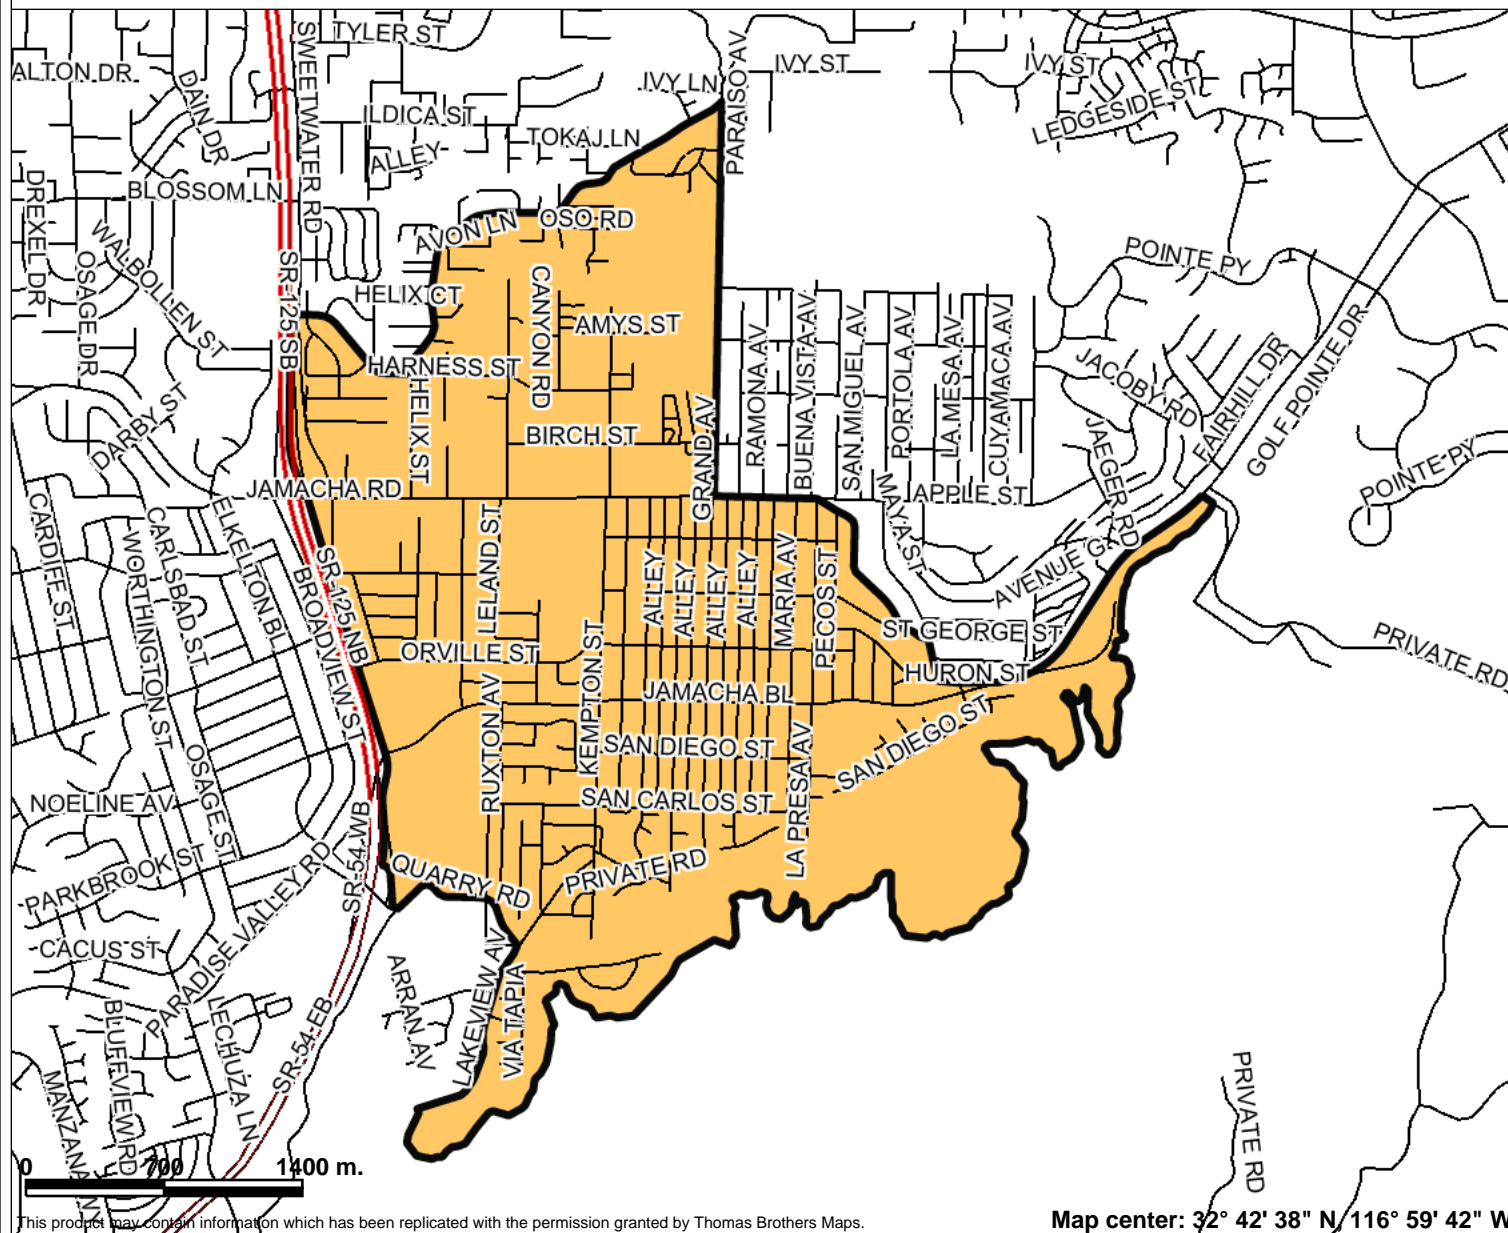 TYLER ST
SWEETWATER RD
PARAISO AV
IVY ST
IVY ST
ALTON DR
DAIN DR
IVY LN
LEDGESIDE ST
ILDICA ST
TOKAJ LN
ALLEY
DREXEL DR
BLOSSOM LN
OSO RD
AVON LN
WALBOLLEN ST
OSAGE DR
SR-125 SB
POINTE PY
HELIX CT
CANYON RD
AMYS ST
RAMONA AV
BUENA VISTA AV
SAN MIGUEL AV
PORTOLA AV
LA MESA AV
CUYAMACA AV
HARNESS ST
JACOBY RD
FAIRHILL DR
GOLF POINTE DR
DARBY ST
HELIX ST
BIRCH ST
GRAND AV
JAEGER RD
POINTE PY
JAMACHA RD
MAYA ST
APPLE ST
CARDIFF ST
WORTHINGTON ST
CARLSBAD ST
ELKELTON BL
SR-125 NB
BROADVIEW ST
LELAND ST
ALLEY
ALLEY
ALLEY
ALLEY
MARIA AV
PECOS ST
AVENUE G
ST GEORGE ST
ORVILLE ST
KEMPTON ST
HURON ST
PRIVATE RD
RUXTON AV
JAMACHA BL
SAN DIEGO ST
SAN DIEGO ST
LA PRESA AV
NOELINE AV
OSAGE ST
SAN CARLOS ST
SR-54 WB
PARKBROOK ST
QUARRY RD
PRIVATE RD
PARADISE VALLEY RD
CACUS ST
ARRAN AV
LAKEVIEW AV
VIA TAPIA
BLUFFVIEW RD
LECHUZA LN
SR-54 EB
MANZANA WY
PRIVATE RD
0 700 1400 m.
This product may contain information which has been replicated with the permission granted by Thomas Brothers Maps.
Map center: 32° 42' 38" N, 116° 59' 42" W